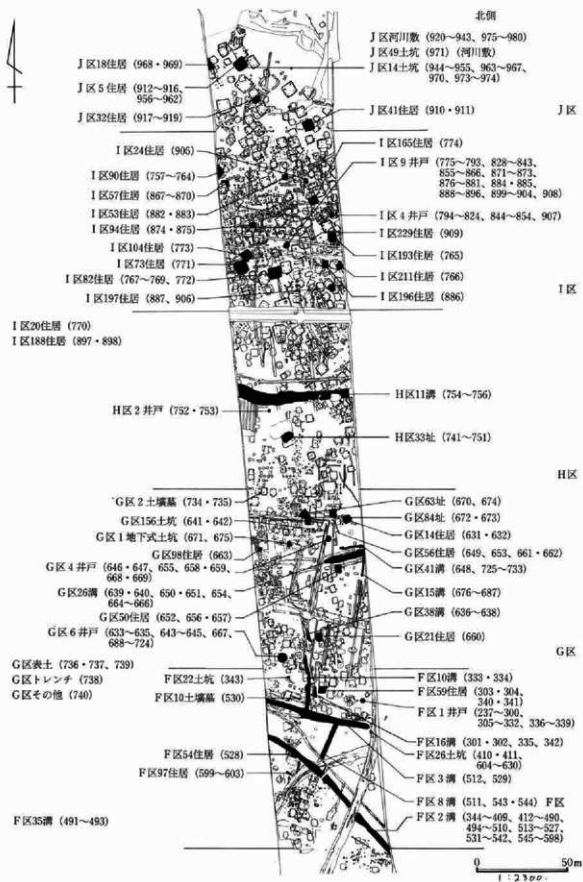 北側
J区河川敷 (920〜943、975〜980)
J区49土坑 (971) (河川敷)
J区14土坑 (944〜955、963〜967、
970、973〜974)
J区18住居 (968・969)
J区5住居 (912〜916、
956〜962)
J区32住居 (917〜919)
J区41住居 (910・911)
J区
I区24住居 (905)
I区165住居 (774)
I区9井戸 (775〜793、828〜843、
855〜866、871〜873、
876〜881、884・885、
888〜896、899〜904、908)
I区90住居 (757〜764)
I区57住居 (867〜870)
I区53住居 (882・883)
I区94住居 (874・875)
I区104住居 (773)
I区73住居 (771)
I区82住居 (767〜769、772)
I区197住居 (887、906)
I区4井戸 (794〜824、844〜854、907)
I区229住居 (909)
I区193住居 (765)
I区211住居 (766)
I区196住居 (886)
I区
I区20住居 (770)
I区188住居 (897・898)
H区11溝 (754〜756)
H区2井戸 (752・753)
H区33址 (741〜751)
H区
G区2土壙墓 (734・735)
G区156土坑 (641・642)
G区1地下式土坑 (671、675)
G区98住居 (663)
G区4井戸 (646・647、655、658・659、
668・669)
G区26溝 (639・640、650・651、654、
664〜666)
G区50住居 (652、656・657)
G区6井戸 (633〜635、643〜645、667、
688〜724)
G区63址 (670、674)
G区84址 (672・673)
G区14住居 (631・632)
G区56住居 (649、653、661・662)
G区41溝 (648、725〜733)
G区15溝 (676〜687)
G区38溝 (636〜638)
G区21住居 (660)
G区
G区表土 (736・737、739)
G区トレンチ (738)
G区その他 (740)
F区22土坑 (343)
F区10土壙墓 (530)
F区10溝 (333・334)
F区59住居 (303・304、
340・341)
F区1井戸 (237〜300、
305〜332、336〜339)
F区16溝 (301・302、335、342)
F区26土坑 (410・411、
604〜630)
F区3溝 (512、529)
F区54住居 (528)
F区97住居 (599〜603)
F区8溝 (511、543・544)
F区
F区2溝 (344〜409、412〜490、
494〜510、513〜527、
531〜542、545〜598)
F区35溝 (491〜493)
0 50m
1:2300.